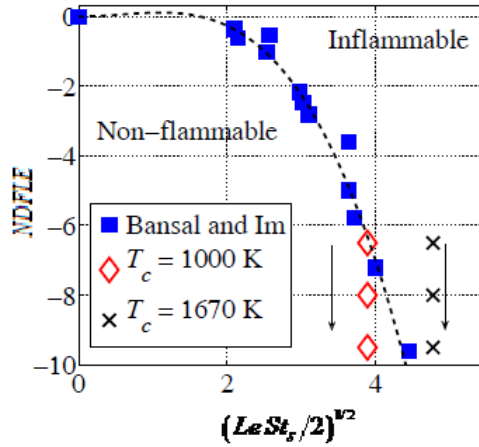 0
Inflammable
−2
Non−flammable
−4
NDFLE
−6
Bansal and Im
T_c = 1000 K
−8
T_c = 1670 K
−10
0 2 4
(Le St_s /2)^{1/2}